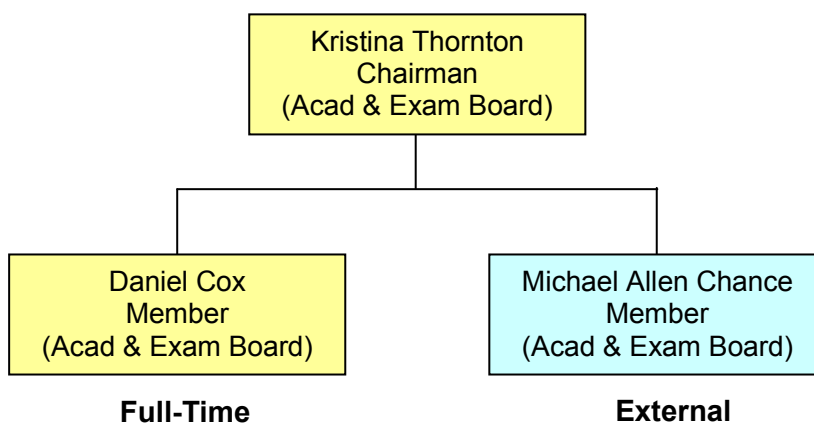 Kristina Thornton
Chairman
(Acad & Exam Board)
Daniel Cox
Member
(Acad & Exam Board)
Michael Allen Chance
Member
(Acad & Exam Board)
Full-Time
External